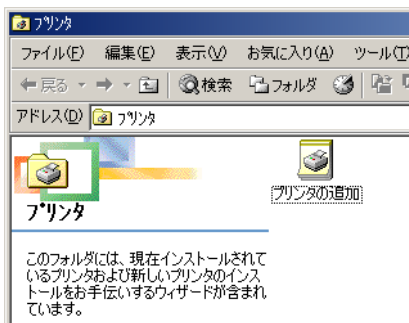 プリンタ
ファイル(F) 編集(E) 表示(V) お気に入り(A) ツール(T
戻る 検索 フォルダ
アドレス(D) プリンタ
プリンタの追加
プリンタ
このフォルダには、現在インストールされて
いるプリンタおよび新しいプリンタのインス
トールをお手伝いするウィザードが含まれ
ています。